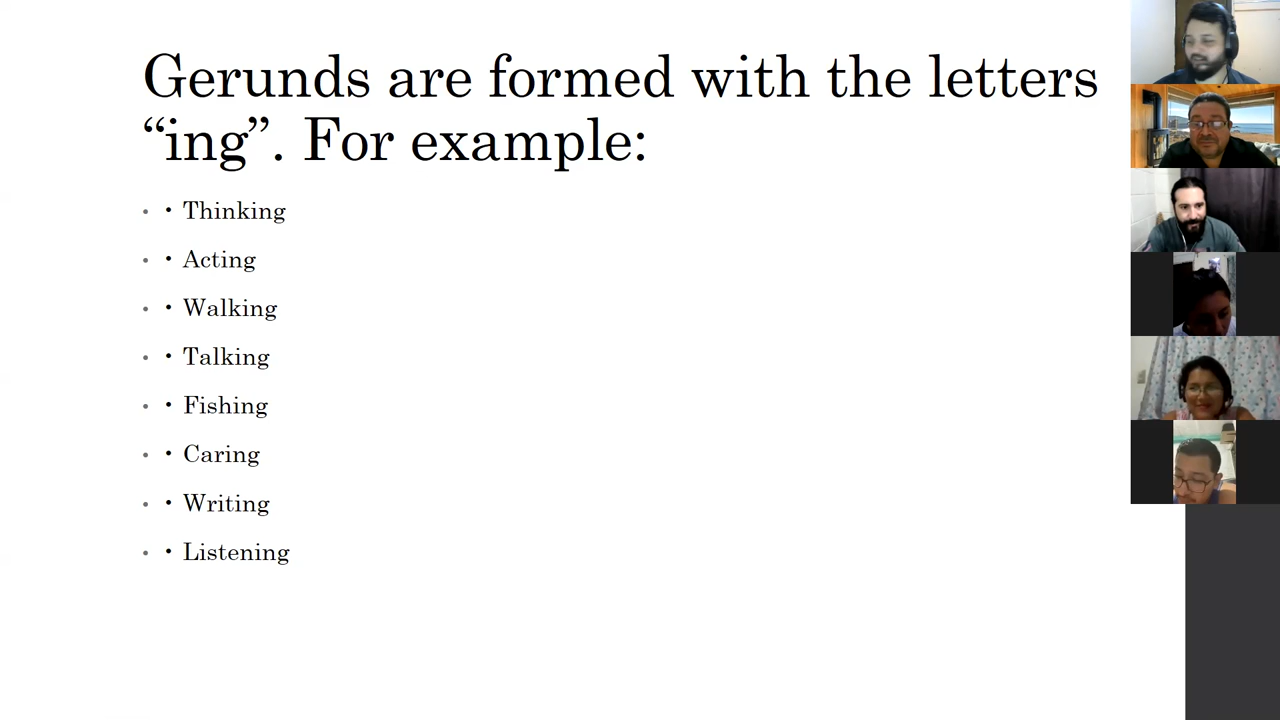 Gerunds are formed with the letters
“ing”. For example:
• • Thinking
• • Acting
• • Walking
• • Talking
• • Fishing
• • Caring
• • Writing
• • Listening